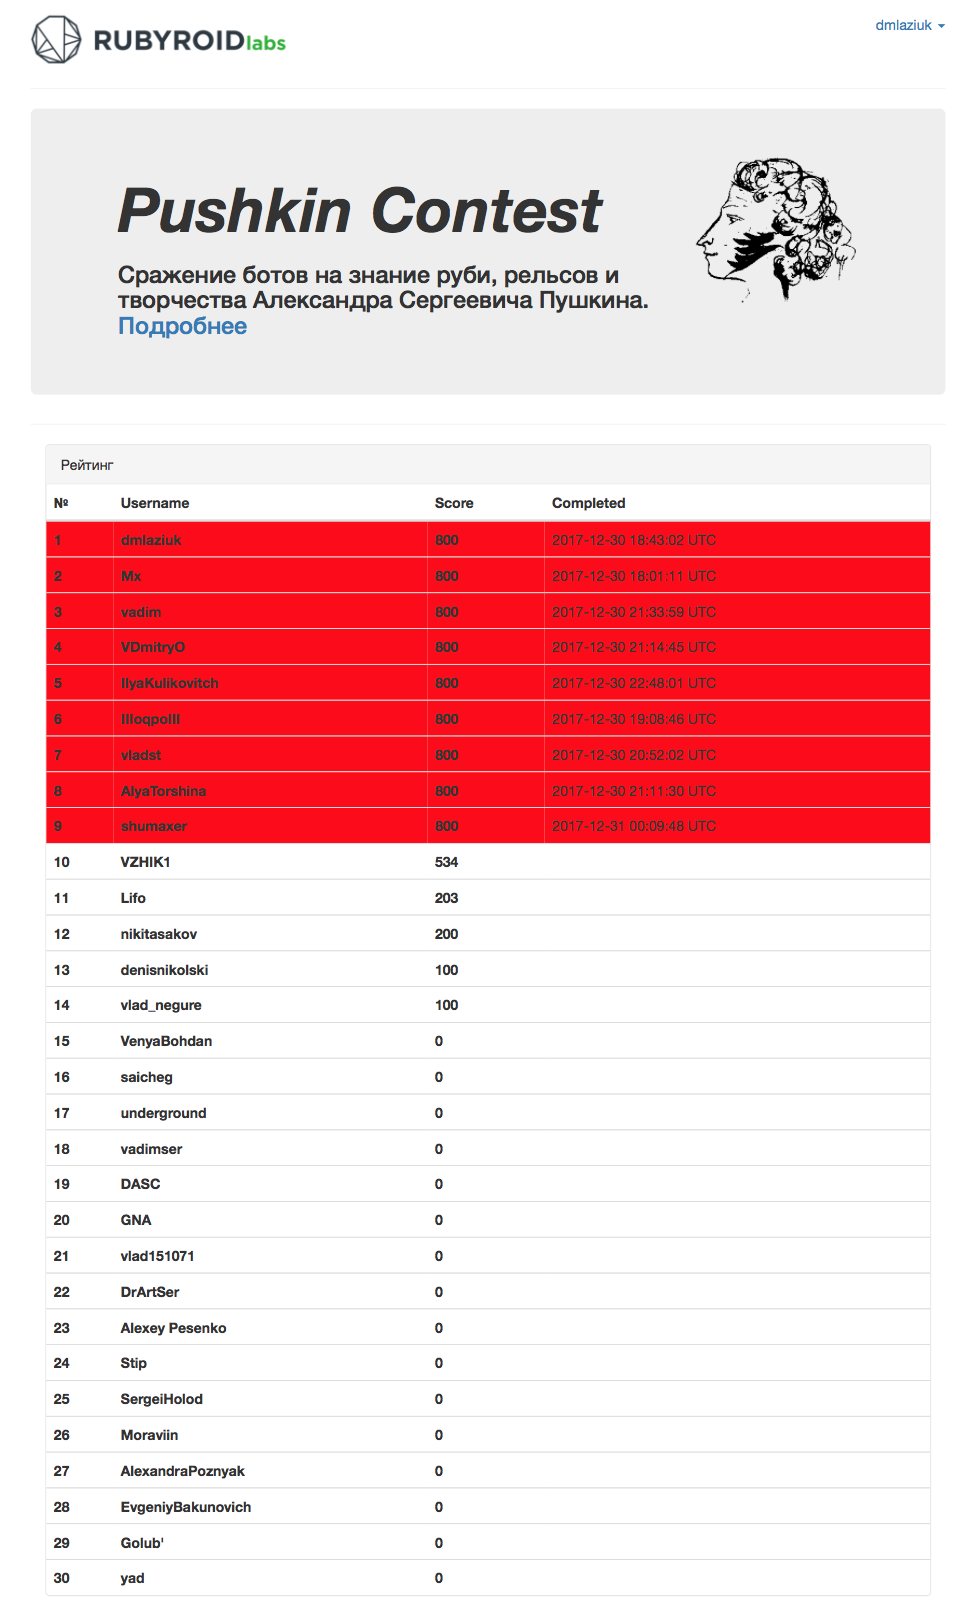 RUBYROIDlabs
dmlaziuk
Pushkin Contest
Сражение ботов на знание руби, рельсов и
творчества Александра Сергеевича Пушкина.
Подробнее
Рейтинг
№ Username Score Completed
1 dmlaziuk 800 2017-12-30 18:43:02 UTC
2 Mx 800 2017-12-30 18:01:11 UTC
3 vadim 800 2017-12-30 21:33:59 UTC
4 VDmitryO 800 2017-12-30 21:14:45 UTC
5 IlyaKulikovitch 800 2017-12-30 22:48:01 UTC
6 IIIoqpoIII 800 2017-12-30 19:08:46 UTC
7 vladst 800 2017-12-30 20:52:02 UTC
8 AlyaTorshina 800 2017-12-30 21:11:30 UTC
9 shumaxer 800 2017-12-31 00:09:48 UTC
10 VZHIK1 534
11 Lifo 203
12 nikitasakov 200
13 denisnikolski 100
14 vlad_negure 100
15 VenyaBohdan 0
16 saicheg 0
17 underground 0
18 vadimser 0
19 DASC 0
20 GNA 0
21 vlad151071 0
22 DrArtSer 0
23 Alexey Pesenko 0
24 Stip 0
25 SergeiHolod 0
26 Moraviin 0
27 AlexandraPoznyak 0
28 EvgeniyBakunovich 0
29 Golub' 0
30 yad 0